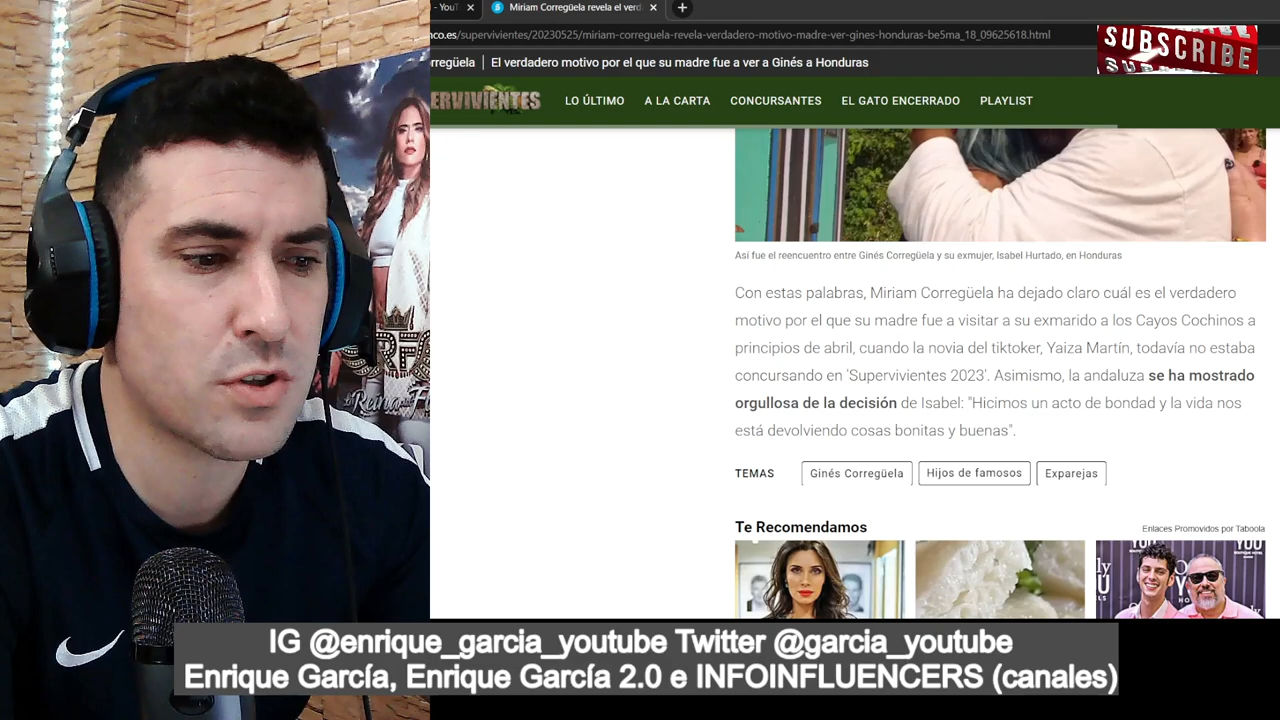 - YouT
Miriam Corregüela revela el verd
nco.es/supervivientes/20230525/miriam-correguela-revela-verdadero-motivo-madre-ver-gines-honduras-be5ma_18_09625618.html
SUBSCRIBE
rregüela | El verdadero motivo por el que su madre fue a ver a Ginés a Honduras
ERVIVIENTES LO ÚLTIMO A LA CARTA CONCURSANTES EL GATO ENCERRADO PLAYLIST
Así fue el reencuentro entre Ginés Corregüela y su exmujer, Isabel Hurtado, en Honduras
Con estas palabras, Miriam Corregüela ha dejado claro cuál es el verdadero
motivo por el que su madre fue a visitar a su exmarido a los Cayos Cochinos a
principios de abril, cuando la novia del tiktoker, Yaiza Martín, todavía no estaba
concursando en 'Supervivientes 2023'. Asimismo, la andaluza se ha mostrado
orgullosa de la decisión de Isabel: "Hicimos un acto de bondad y la vida nos
está devolviendo cosas bonitas y buenas".
TEMAS Ginés Corregüela Hijos de famosos Exparejas
Te Recomendamos
Enlaces Promovidos por Taboola
La Reina del
IG @enrique_garcia_youtube Twitter @garcia_youtube
Enrique García, Enrique García 2.0 e INFOINFLUENCERS (canales)